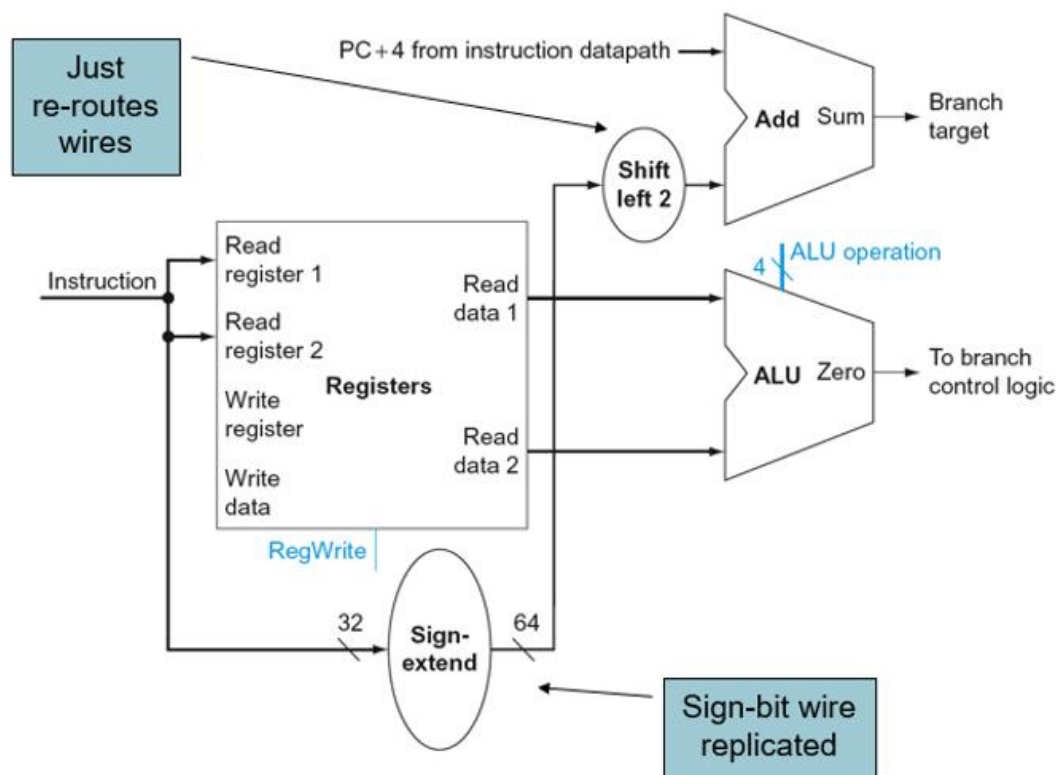 Just
re-routes
wires
PC+4 from instruction datapath
Add
Sum
Branch
target
Shift
left 2
ALU operation
4
Instruction
Read
register 1
Read
register 2
Write
register
Write
data
Registers
Read
data 1
Read
data 2
ALU
Zero
To branch
control logic
RegWrite
32
Sign-
extend
64
Sign-bit wire
replicated